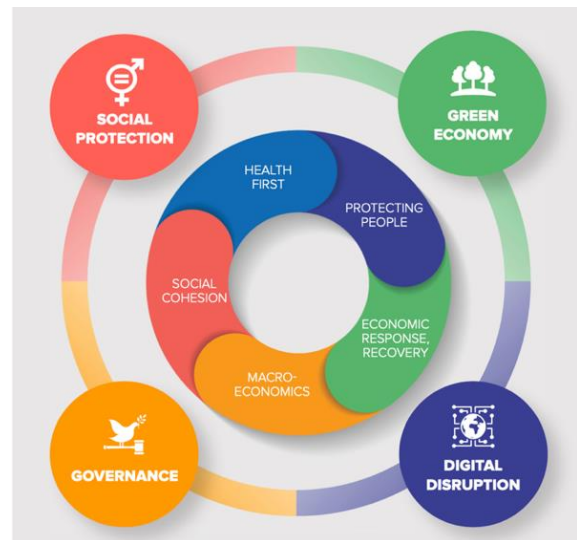 SOCIAL
PROTECTION
GREEN
ECONOMY
HEALTH
FIRST
PROTECTING
PEOPLE
SOCIAL
COHESION
ECONOMIC
RESPONSE,
RECOVERY
MACRO-
ECONOMICS
GOVERNANCE
DIGITAL
DISRUPTION